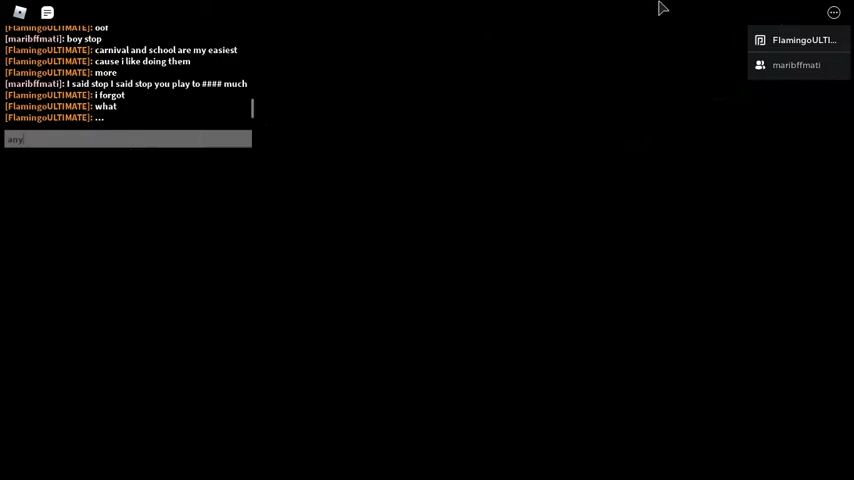 [FlamingoULTIMATE]: oof
[maribffmati]: boy stop
[FlamingoULTIMATE]: carnival and school are my easiest
[FlamingoULTIMATE]: cause i like doing them
[FlamingoULTIMATE]: more
[maribffmati]: I said stop I said stop you play to #### much
[FlamingoULTIMATE]: i forgot
[FlamingoULTIMATE]: what
[FlamingoULTIMATE]: ...
any
FlamingoULTI...
maribffmati